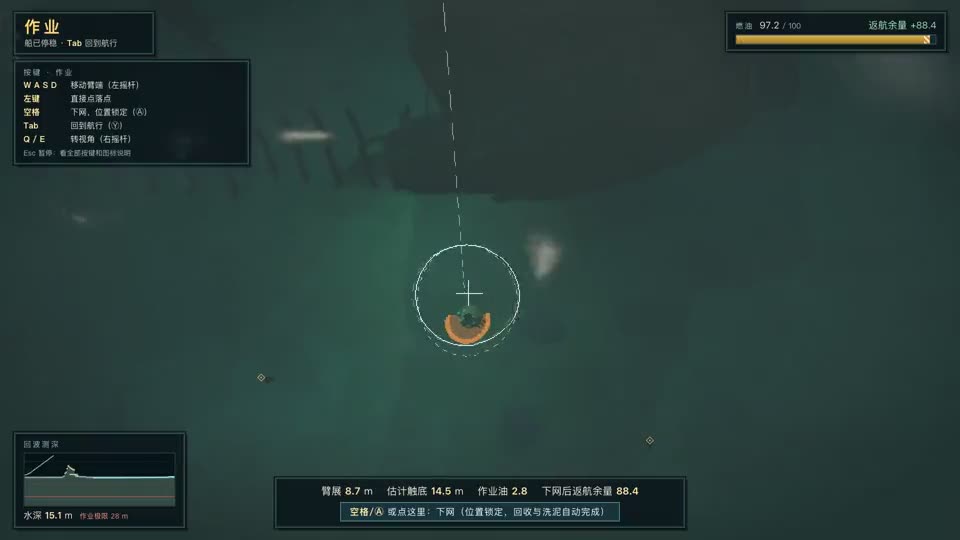 作业
船已停稳 · Tab 回到航行
燃油 97.2 / 100 返航余量 +88.4
按键 · 作业
W A S D 移动臂端（左摇杆）
左键 直接点落点
空格 下网，位置锁定（Ⓐ）
Tab 回到航行（Ⓨ）
Q / E 转视角（右摇杆）
Esc 暂停：看全部按键和图标说明
回波测深
水深 15.1 m 作业极限 28 m
臂展 8.7 m 估计触底 14.5 m 作业油 2.8 下网后返航余量 88.4
空格/Ⓐ 或点这里：下网（位置锁定，回收与洗泥自动完成）